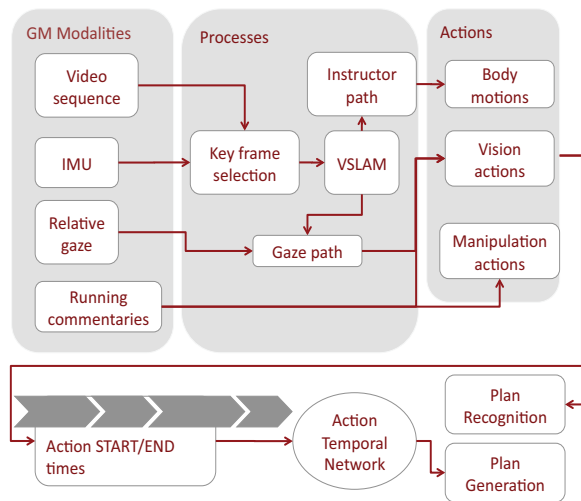 GM Modalities
Processes
Actions
Video
sequence
Instructor
path
Body
motions
IMU
Key frame
selection
VSLAM
Vision
actions
Relative
gaze
Gaze path
Manipulation
actions
Running
commentaries
Action START/END
times
Action
Temporal
Network
Plan
Recognition
Plan
Generation